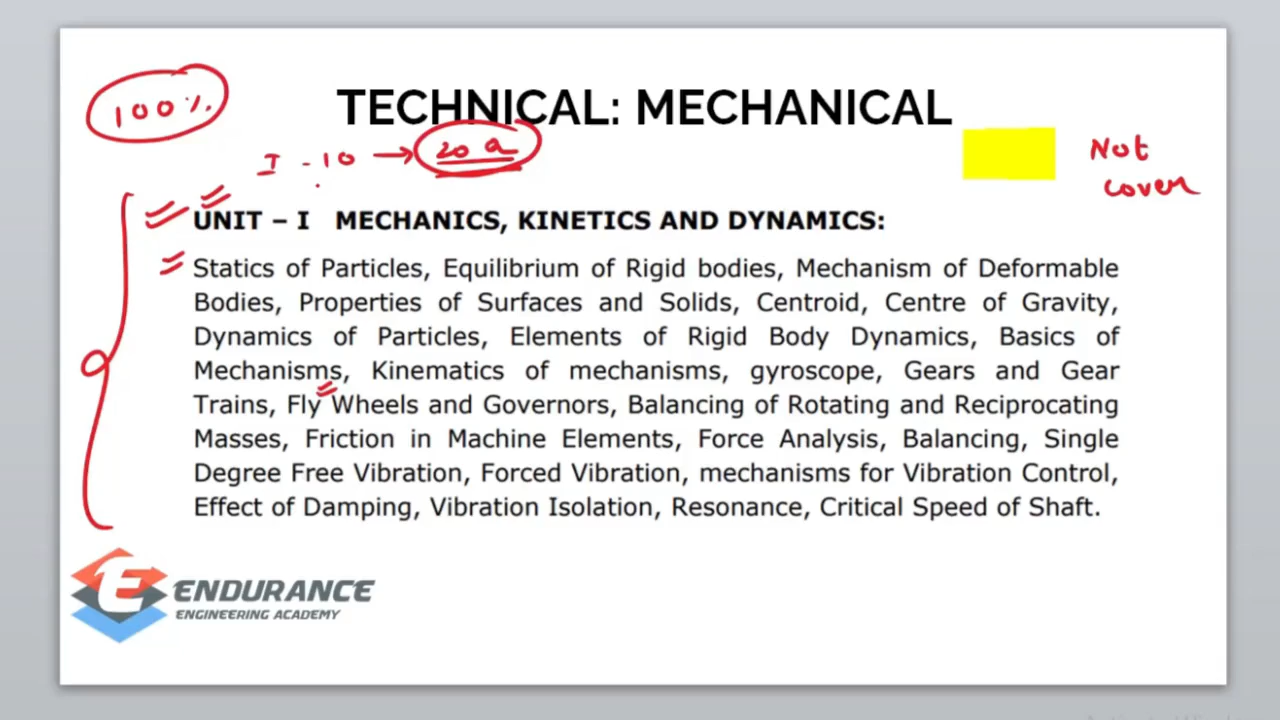 100%
TECHNICAL: MECHANICAL
I - 10 → 20 Q
Not
cover
UNIT – I MECHANICS, KINETICS AND DYNAMICS:
Statics of Particles, Equilibrium of Rigid bodies, Mechanism of Deformable
Bodies, Properties of Surfaces and Solids, Centroid, Centre of Gravity,
Dynamics of Particles, Elements of Rigid Body Dynamics, Basics of
Mechanisms, Kinematics of mechanisms, gyroscope, Gears and Gear
Trains, Fly Wheels and Governors, Balancing of Rotating and Reciprocating
Masses, Friction in Machine Elements, Force Analysis, Balancing, Single
Degree Free Vibration, Forced Vibration, mechanisms for Vibration Control,
Effect of Damping, Vibration Isolation, Resonance, Critical Speed of Shaft.
ENDURANCE
ENGINEERING ACADEMY